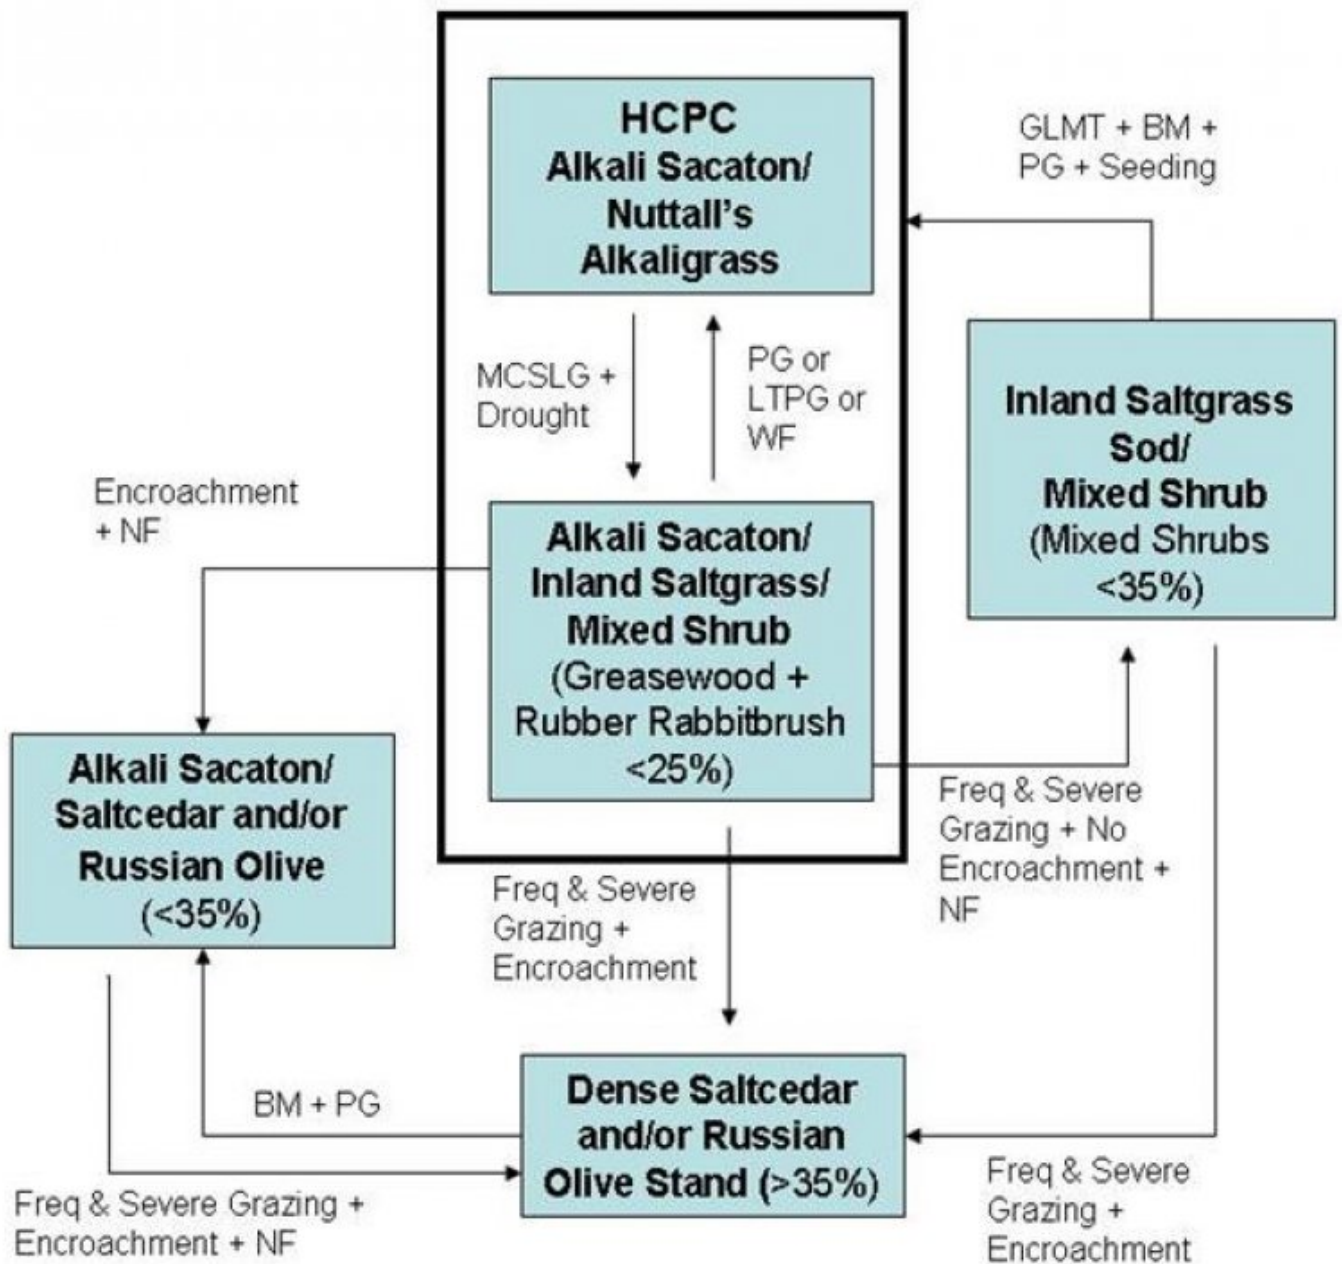 HCPC
Alkali Sacaton/
Nuttall's
Alkaligrass
GLMT + BM +
PG + Seeding
MCSLG +
Drought
PG or
LTPG or
WF
Inland Saltgrass
Sod/
Mixed Shrub
(Mixed Shrubs
<35%)
Encroachment
+ NF
Alkali Sacaton/
Inland Saltgrass/
Mixed Shrub
(Greasewood +
Rubber Rabbitbrush
<25%)
Alkali Sacaton/
Saltcedar and/or
Russian Olive
(<35%)
Freq & Severe
Grazing + No
Encroachment +
NF
Freq & Severe
Grazing +
Encroachment
BM + PG
Dense Saltcedar
and/or Russian
Olive Stand (>35%)
Freq & Severe Grazing +
Encroachment + NF
Freq & Severe
Grazing +
Encroachment